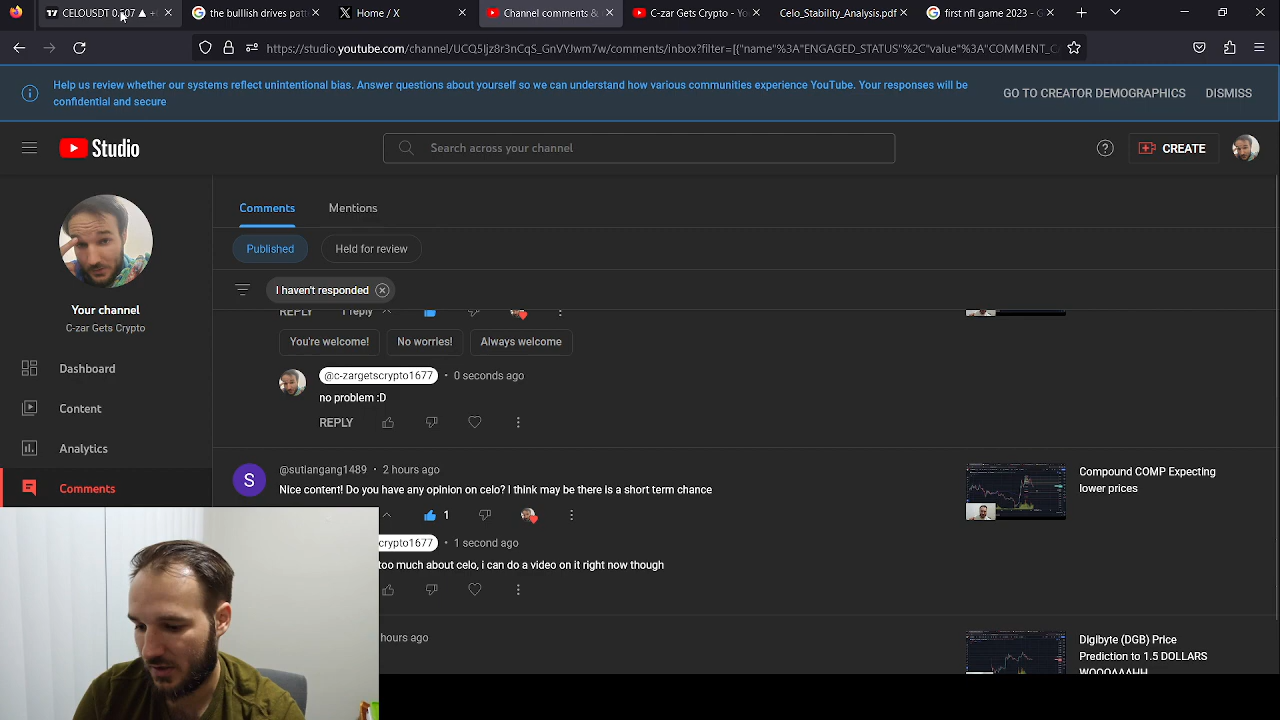 CELOUSDT 0.507 ▲
the bullish drives patt
Home / X
Channel comments &
C-zar Gets Crypto - Yo
Celo_Stability_Analysis.pdf
first nfl game 2023 - G
https://studio.youtube.com/channel/UCQ5Ijz8r3nCqS_GnVYJwm7w/comments/inbox?filter=[{"name"%3A"ENGAGED_STATUS"%2C"value"%3A"COMMENT_C
Help us review whether our systems reflect unintentional bias. Answer questions about yourself so we can understand how various communities experience YouTube. Your responses will be
confidential and secure
GO TO CREATOR DEMOGRAPHICS
DISMISS
Studio
Search across your channel
CREATE
Comments
Mentions
Published
Held for review
I haven't responded
Your channel
C-zar Gets Crypto
Dashboard
Content
Analytics
Comments
REPLY
1 reply
You're welcome!
No worries!
Always welcome
@c-zargetscrypto1677 • 0 seconds ago
no problem :D
REPLY
S
@sutiangang1489 • 2 hours ago
Nice content! Do you have any opinion on celo? I think may be there is a short term chance
1
crypto1677 • 1 second ago
too much about celo, i can do a video on it right now though
hours ago
Compound COMP Expecting
lower prices
Digibyte (DGB) Price
Prediction to 1.5 DOLLARS
WOOAAAHH